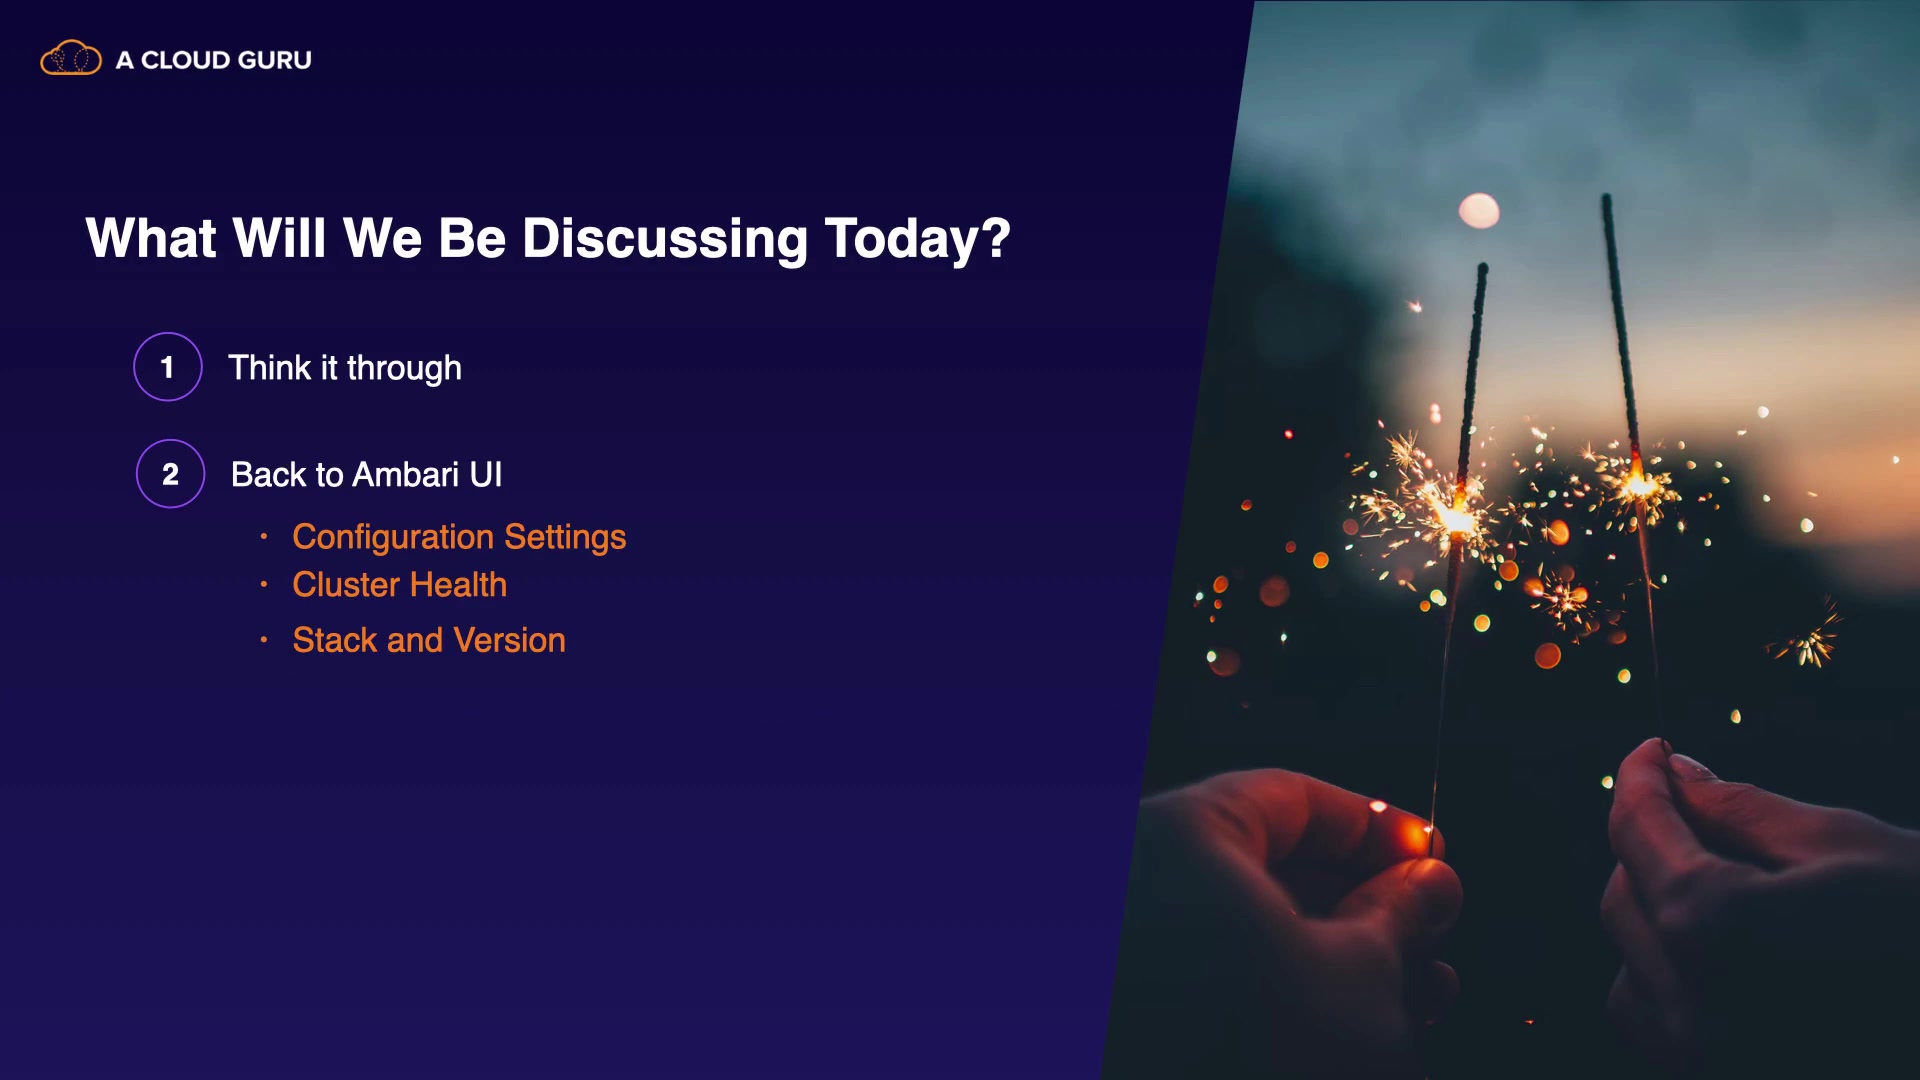 A CLOUD GURU
What Will We Be Discussing Today?
1 Think it through
2 Back to Ambari UI
· Configuration Settings
· Cluster Health
· Stack and Version